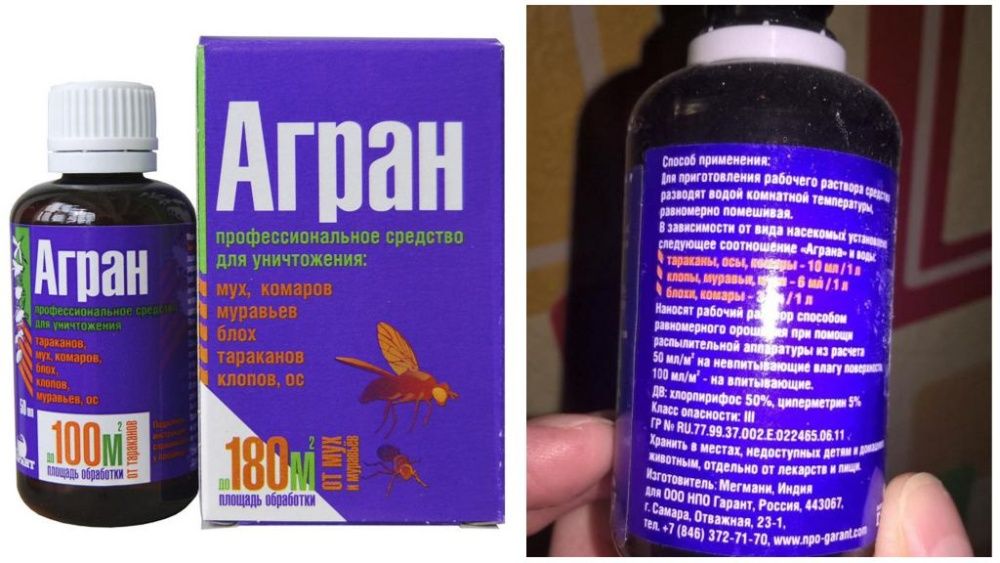 Агран
профессиональное средство
для уничтожения
тараканов,
мух, комаров,
блох,
клопов,
муравьев, ос
50 мл
до 100м2
площадь обработки
от тараканов
Агран
профессиональное средство
для уничтожения:
мух, комаров
муравьев
блох
тараканов
клопов, ос
до 180м2
площадь обработки
от мух
и муравьев
Способ применения:
Для приготовления рабочего раствора средство
разводят водой комнатной температуры,
равномерно помешивая.
В зависимости от вида насекомых установлено
следующее соотношение «Аграна» и воды:
тараканы, осы, комары - 10 мл/1 л
клопы, муравьи, - 6 мл/1 л
блохи, комары - /1 л
Наносят рабочий раствор способом
равномерного орошения при помощи
распылительной аппаратуры из расчета
50 мл/м² на невпитывающие влагу поверхности,
100 мл/м² - на впитывающие.
ДВ: хлорпирифос 50%, циперметрин 5%
Класс опасности: III
ГР № RU.77.99.37.002.Е.022465.06.11
Хранить в местах, недоступных детям и домашним
животным, отдельно от лекарств и пищи.
Изготовитель: Мегмани, Индия
для ООО НПО Гарант, Россия, 443067,
г. Самара, Отважная, 23-1,
тел. +7 (846) 372-71-70, www.npo-garant.com